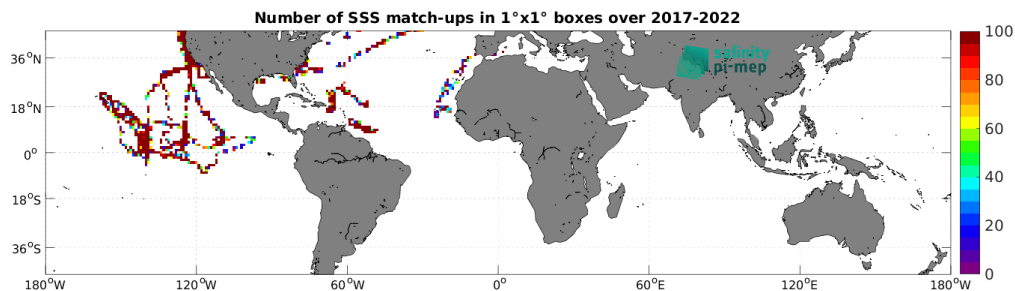 Number of SSS match-ups in 1°x1° boxes over 2017-2022
36°N
18°N
0°
18°S
36°S
180°W
120°W
60°W
0°
60°E
120°E
180°W
100
80
60
40
20
0
salinity
pi-mep